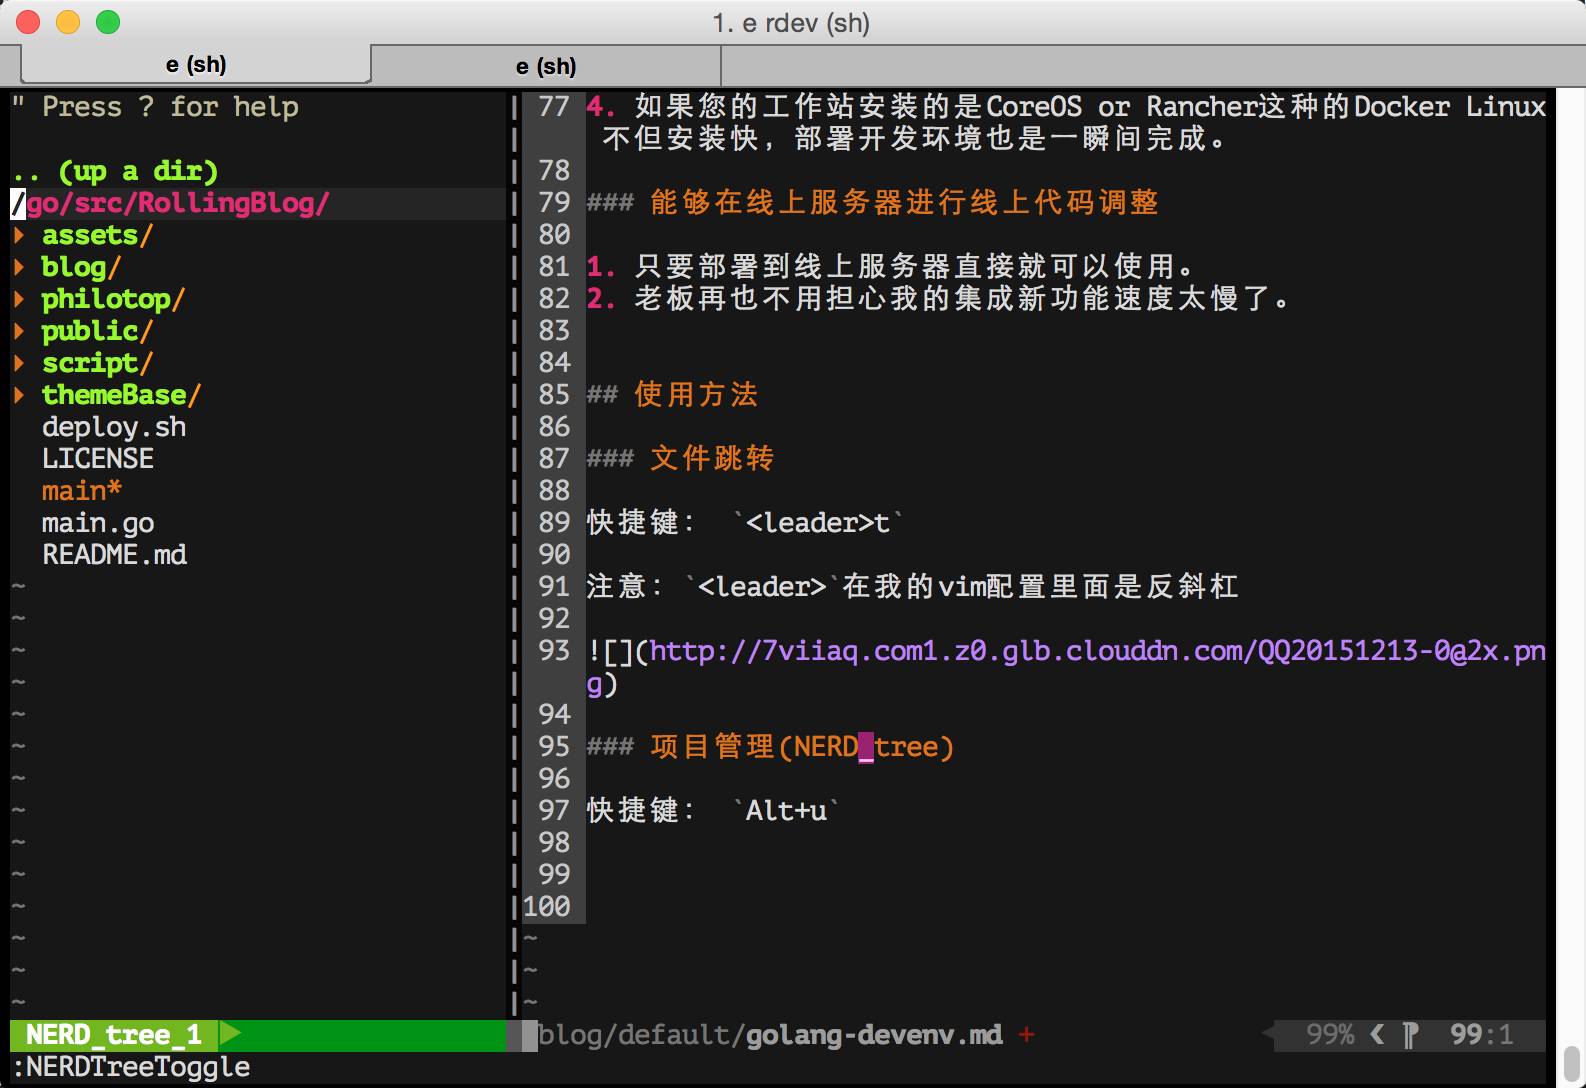 1. e rdev (sh)
e (sh)
e (sh)
" Press ? for help
.. (up a dir)
/go/src/RollingBlog/
▸ assets/
▸ blog/
▸ philotop/
▸ public/
▸ script/
▸ themeBase/
deploy.sh
LICENSE
main*
main.go
README.md
~
~
~
~
~
~
~
~
~
~
~
~
~
~
NERD_tree_1
:NERDTreeToggle
77 4. 如果您的工作站安装的是CoreOS or Rancher这种的Docker Linux
不但安装快，部署开发环境也是一瞬间完成。
78
79 ### 能够在线上服务器进行线上代码调整
80
81 1. 只要部署到线上服务器直接就可以使用。
82 2. 老板再也不用担心我的集成新功能速度太慢了。
83
84
85 ## 使用方法
86
87 ### 文件跳转
88
89 快捷键： `<leader>t`
90
91 注意：`<leader>`在我的vim配置里面是反斜杠
92
93 ![](http://7viiaq.com1.z0.glb.clouddn.com/QQ20151213-0@2x.pn
g)
94
95 ### 项目管理(NERD_tree)
96
97 快捷键： `Alt+u`
98
99
100
~
~
~
blog/default/golang-devenv.md +
99% ❮ ¶ 99:1